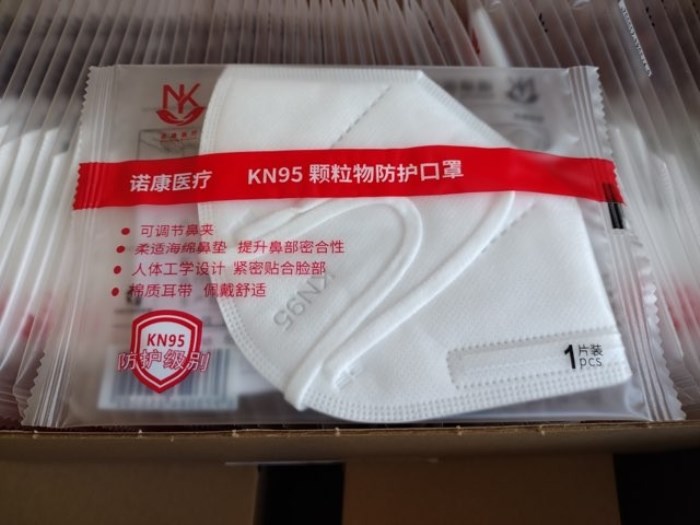 NK
诺康医疗 KN95 颗粒物防护口罩
可调节鼻夹
柔适海绵鼻垫 提升鼻部密合性
人体工学设计 紧密贴合脸部
棉质耳带 佩戴舒适
KN95
KN95
防护级别
1片装
pcs